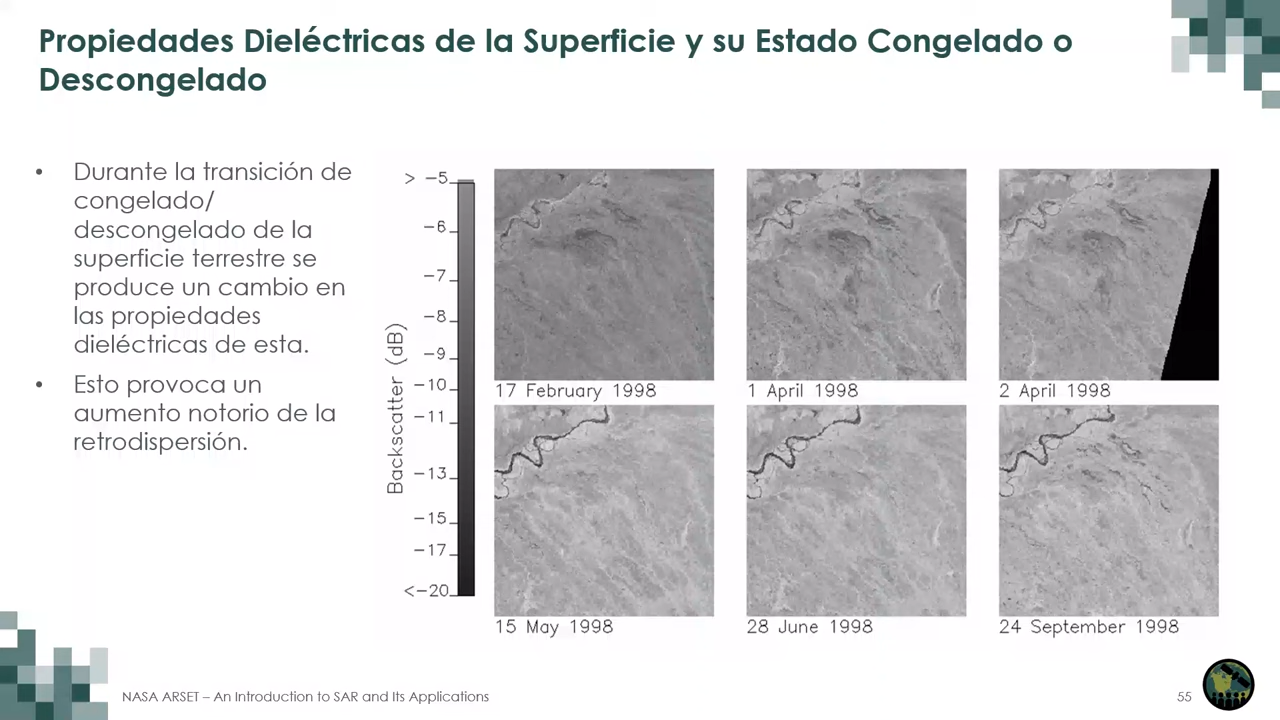 Propiedades Dieléctricas de la Superficie y su Estado Congelado o
Descongelado
• Durante la transición de
congelado/
descongelado de la
superficie terrestre se
produce un cambio en
las propiedades
dieléctricas de esta.
• Esto provoca un
aumento notorio de la
retrodispersión.
Backscatter (dB)
> −5
−6
−7
−8
−9
−10
−11
−13
−15
−17
<−20
17 February 1998
1 April 1998
2 April 1998
15 May 1998
28 June 1998
24 September 1998
NASA ARSET – An Introduction to SAR and Its Applications
55